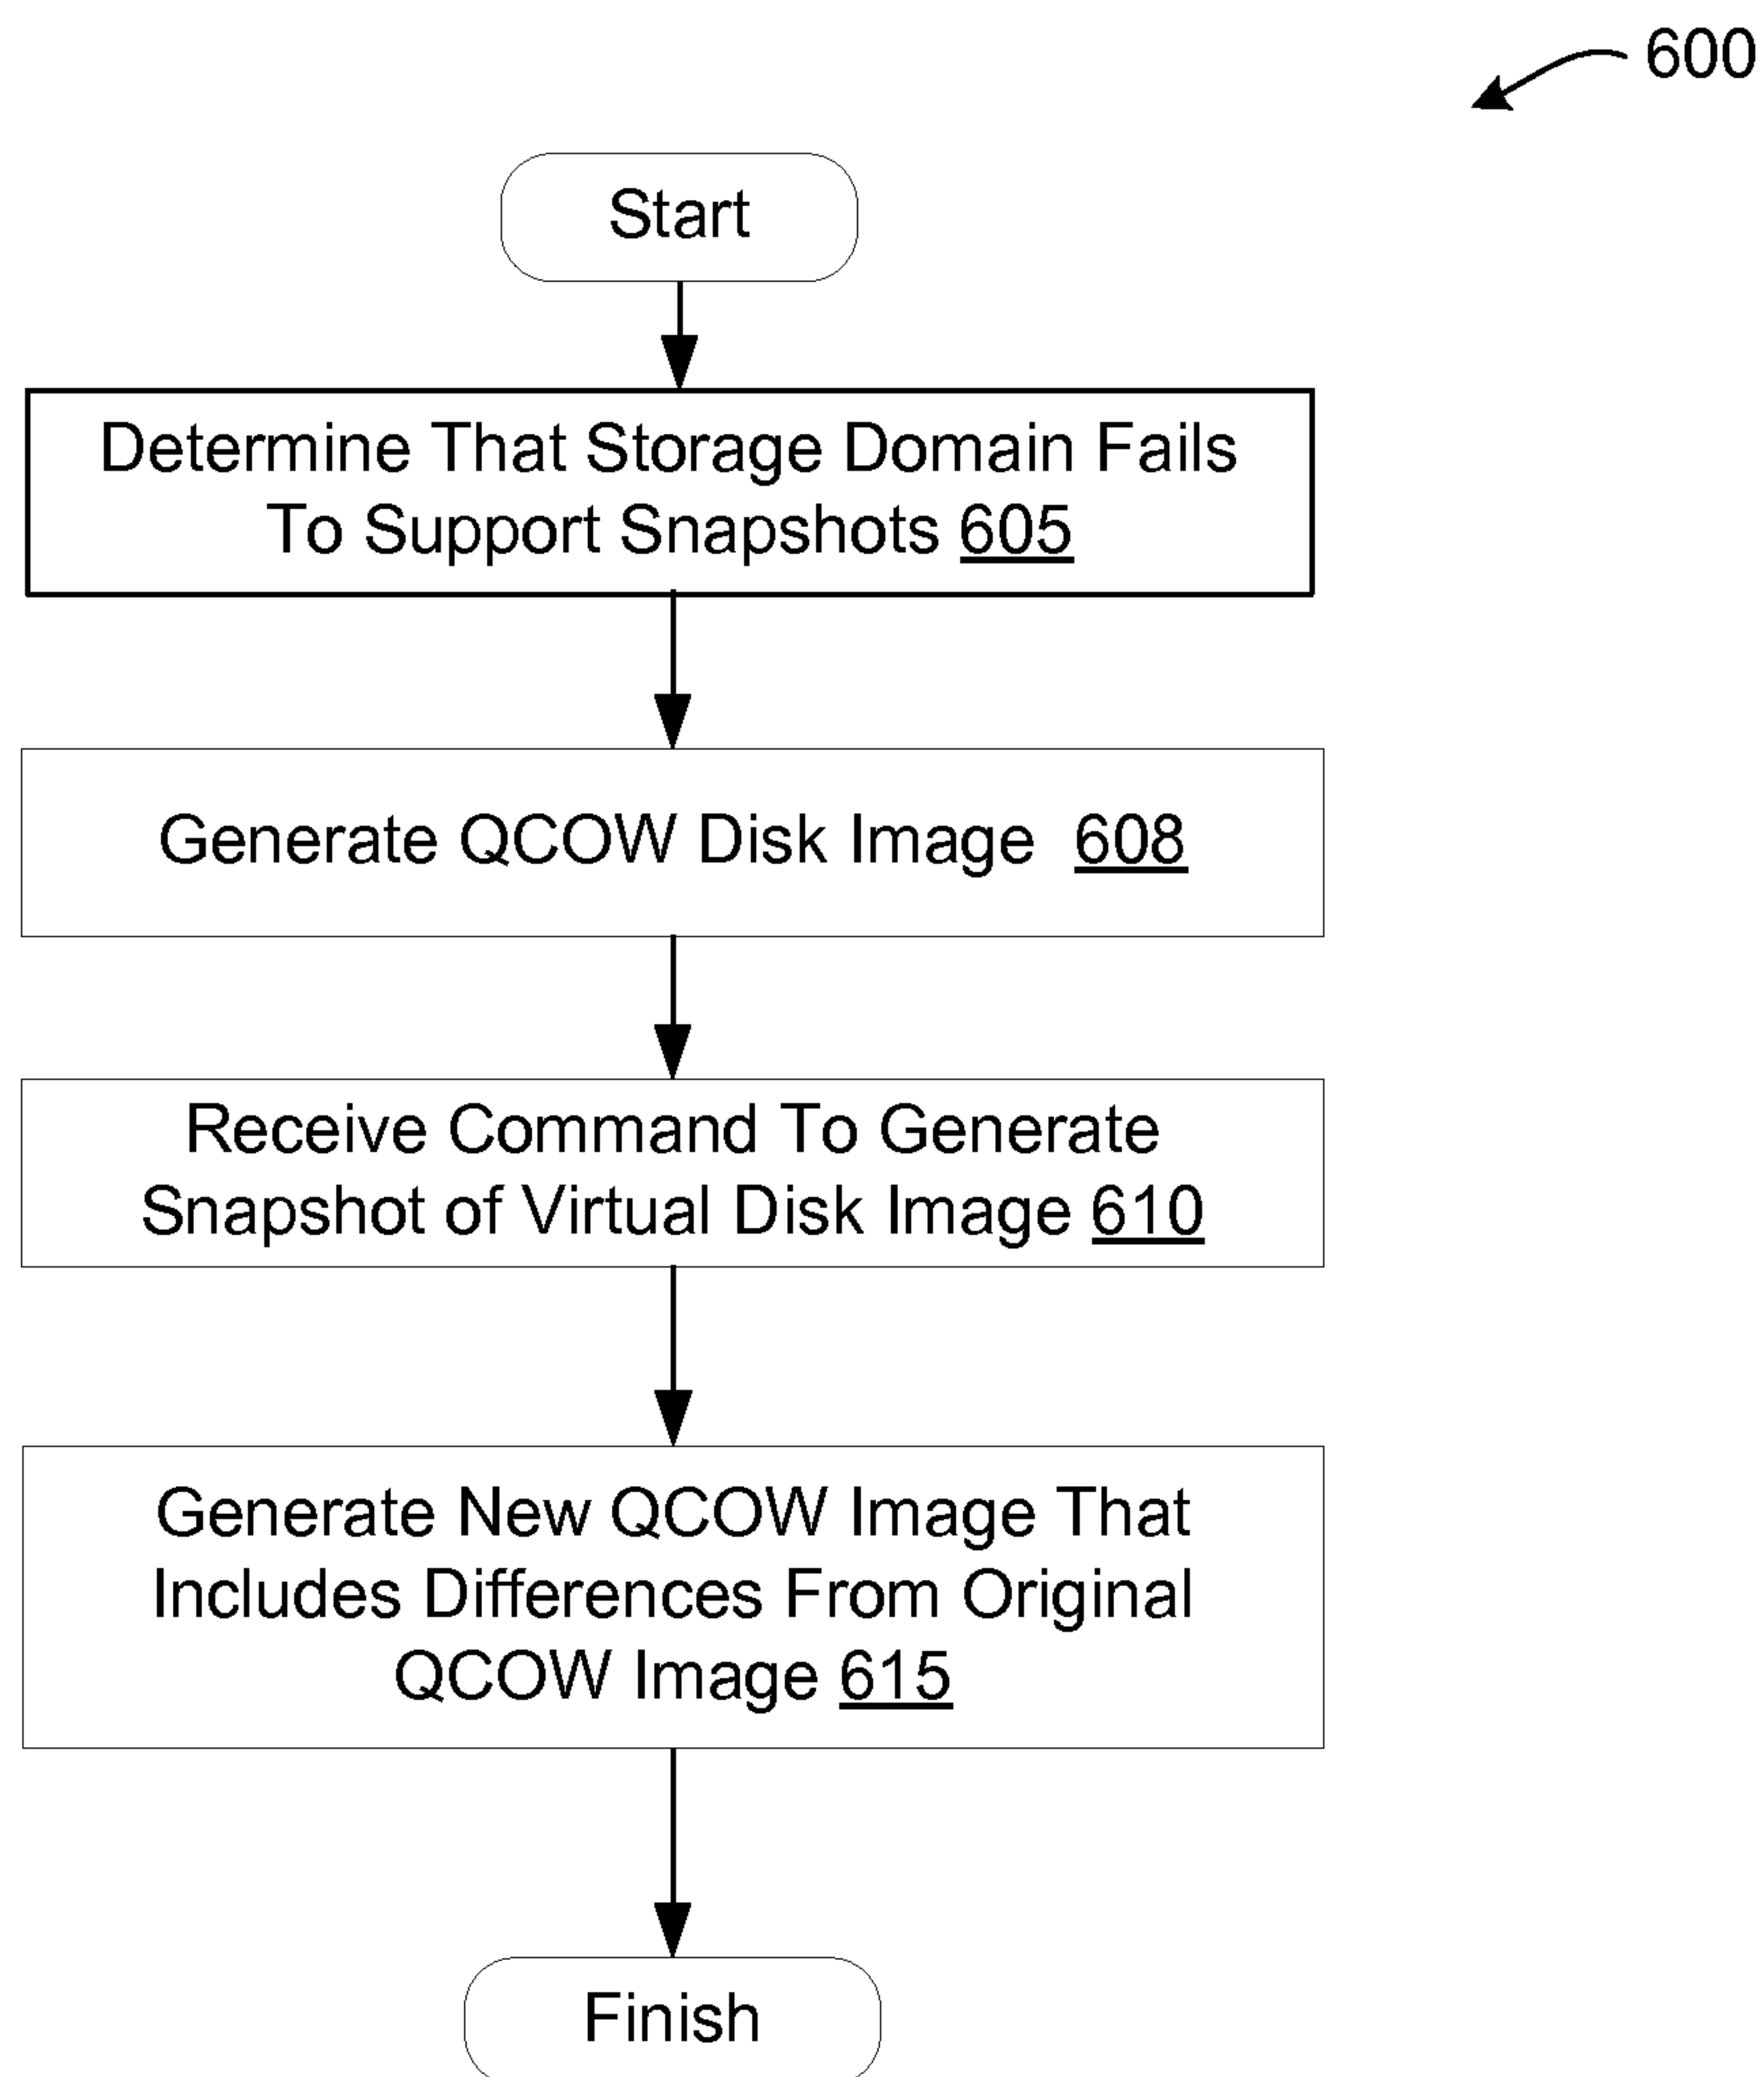 600
Start
Determine That Storage Domain Fails
To Support Snapshots 605
Generate QCOW Disk Image 608
Receive Command To Generate
Snapshot of Virtual Disk Image 610
Generate New QCOW Image That
Includes Differences From Original
QCOW Image 615
Finish